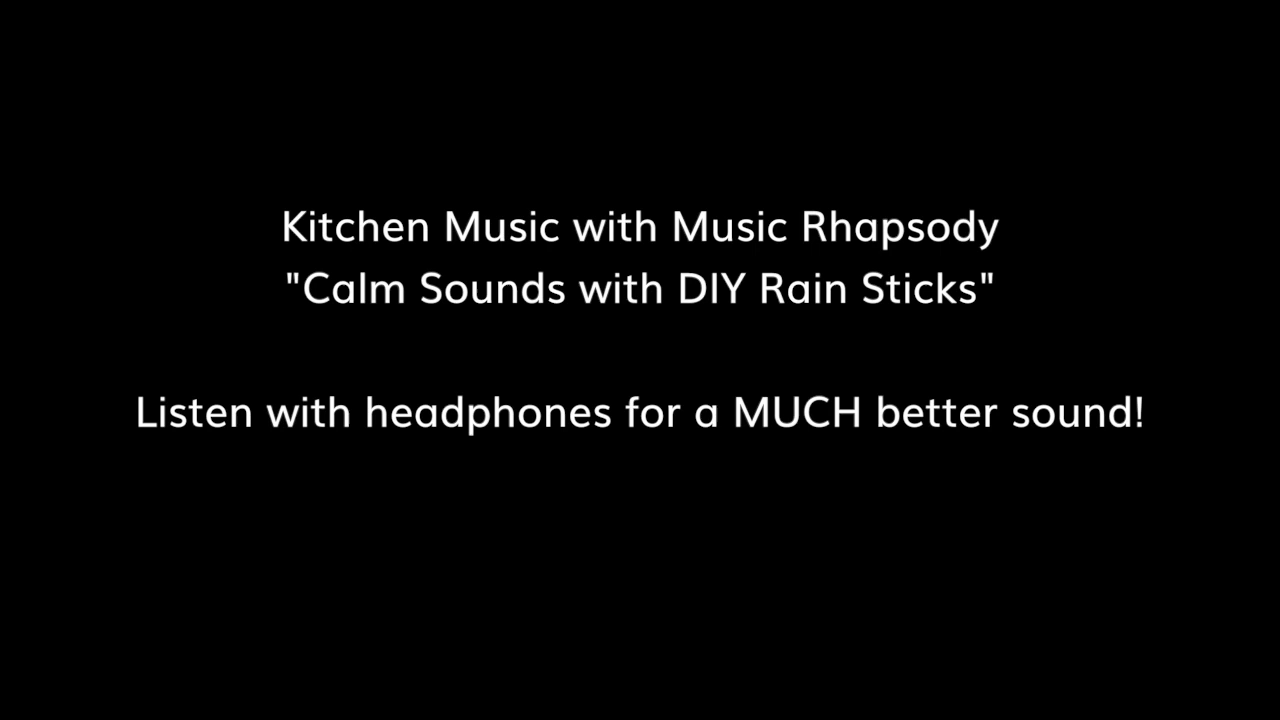 Kitchen Music with Music Rhapsody
"Calm Sounds with DIY Rain Sticks"
Listen with headphones for a MUCH better sound!